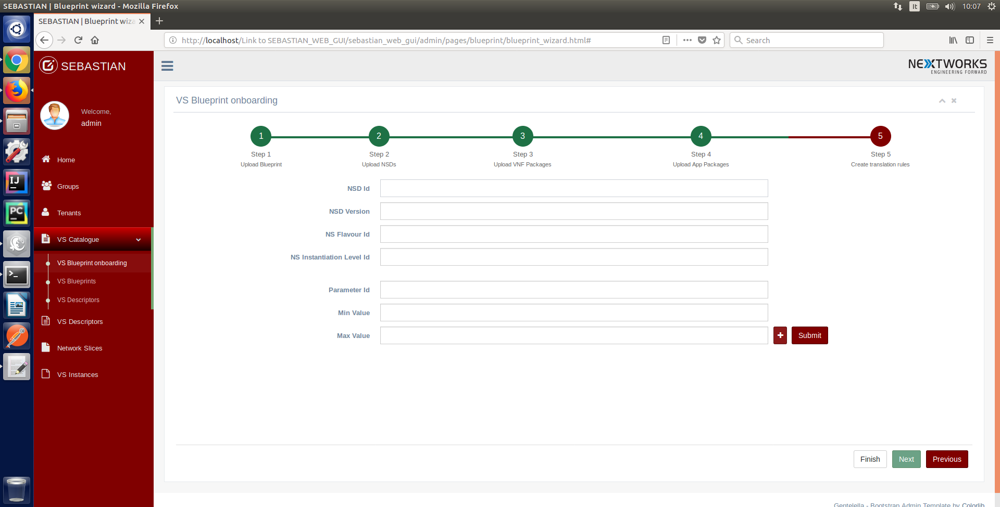 SEBASTIAN | Blueprint wizard - Mozilla Firefox
It
10:07
SEBASTIAN | Blueprint wiza
http://localhost/Link to SEBASTIAN_WEB_GUI/sebastian_web_gui/admin/pages/blueprint/blueprint_wizard.html#
Search
SEBASTIAN
NEXTWORKS
ENGINEERING FORWARD
Welcome,
admin
Home
Groups
Tenants
VS Catalogue
VS Blueprint onboarding
VS Blueprints
VS Descriptors
VS Descriptors
Network Slices
VS Instances
IJ
PC
>_
VS Blueprint onboarding
1
2
3
4
5
Step 1
Step 2
Step 3
Step 4
Step 5
Upload Blueprint
Upload NSDs
Upload VNF Packages
Upload App Packages
Create translation rules
NSD Id
NSD Version
NS Flavour Id
NS Instantiation Level Id
Parameter Id
Min Value
Max Value
+
Submit
Finish
Next
Previous
Gentelella - Bootstrap Admin Template by Colorlib